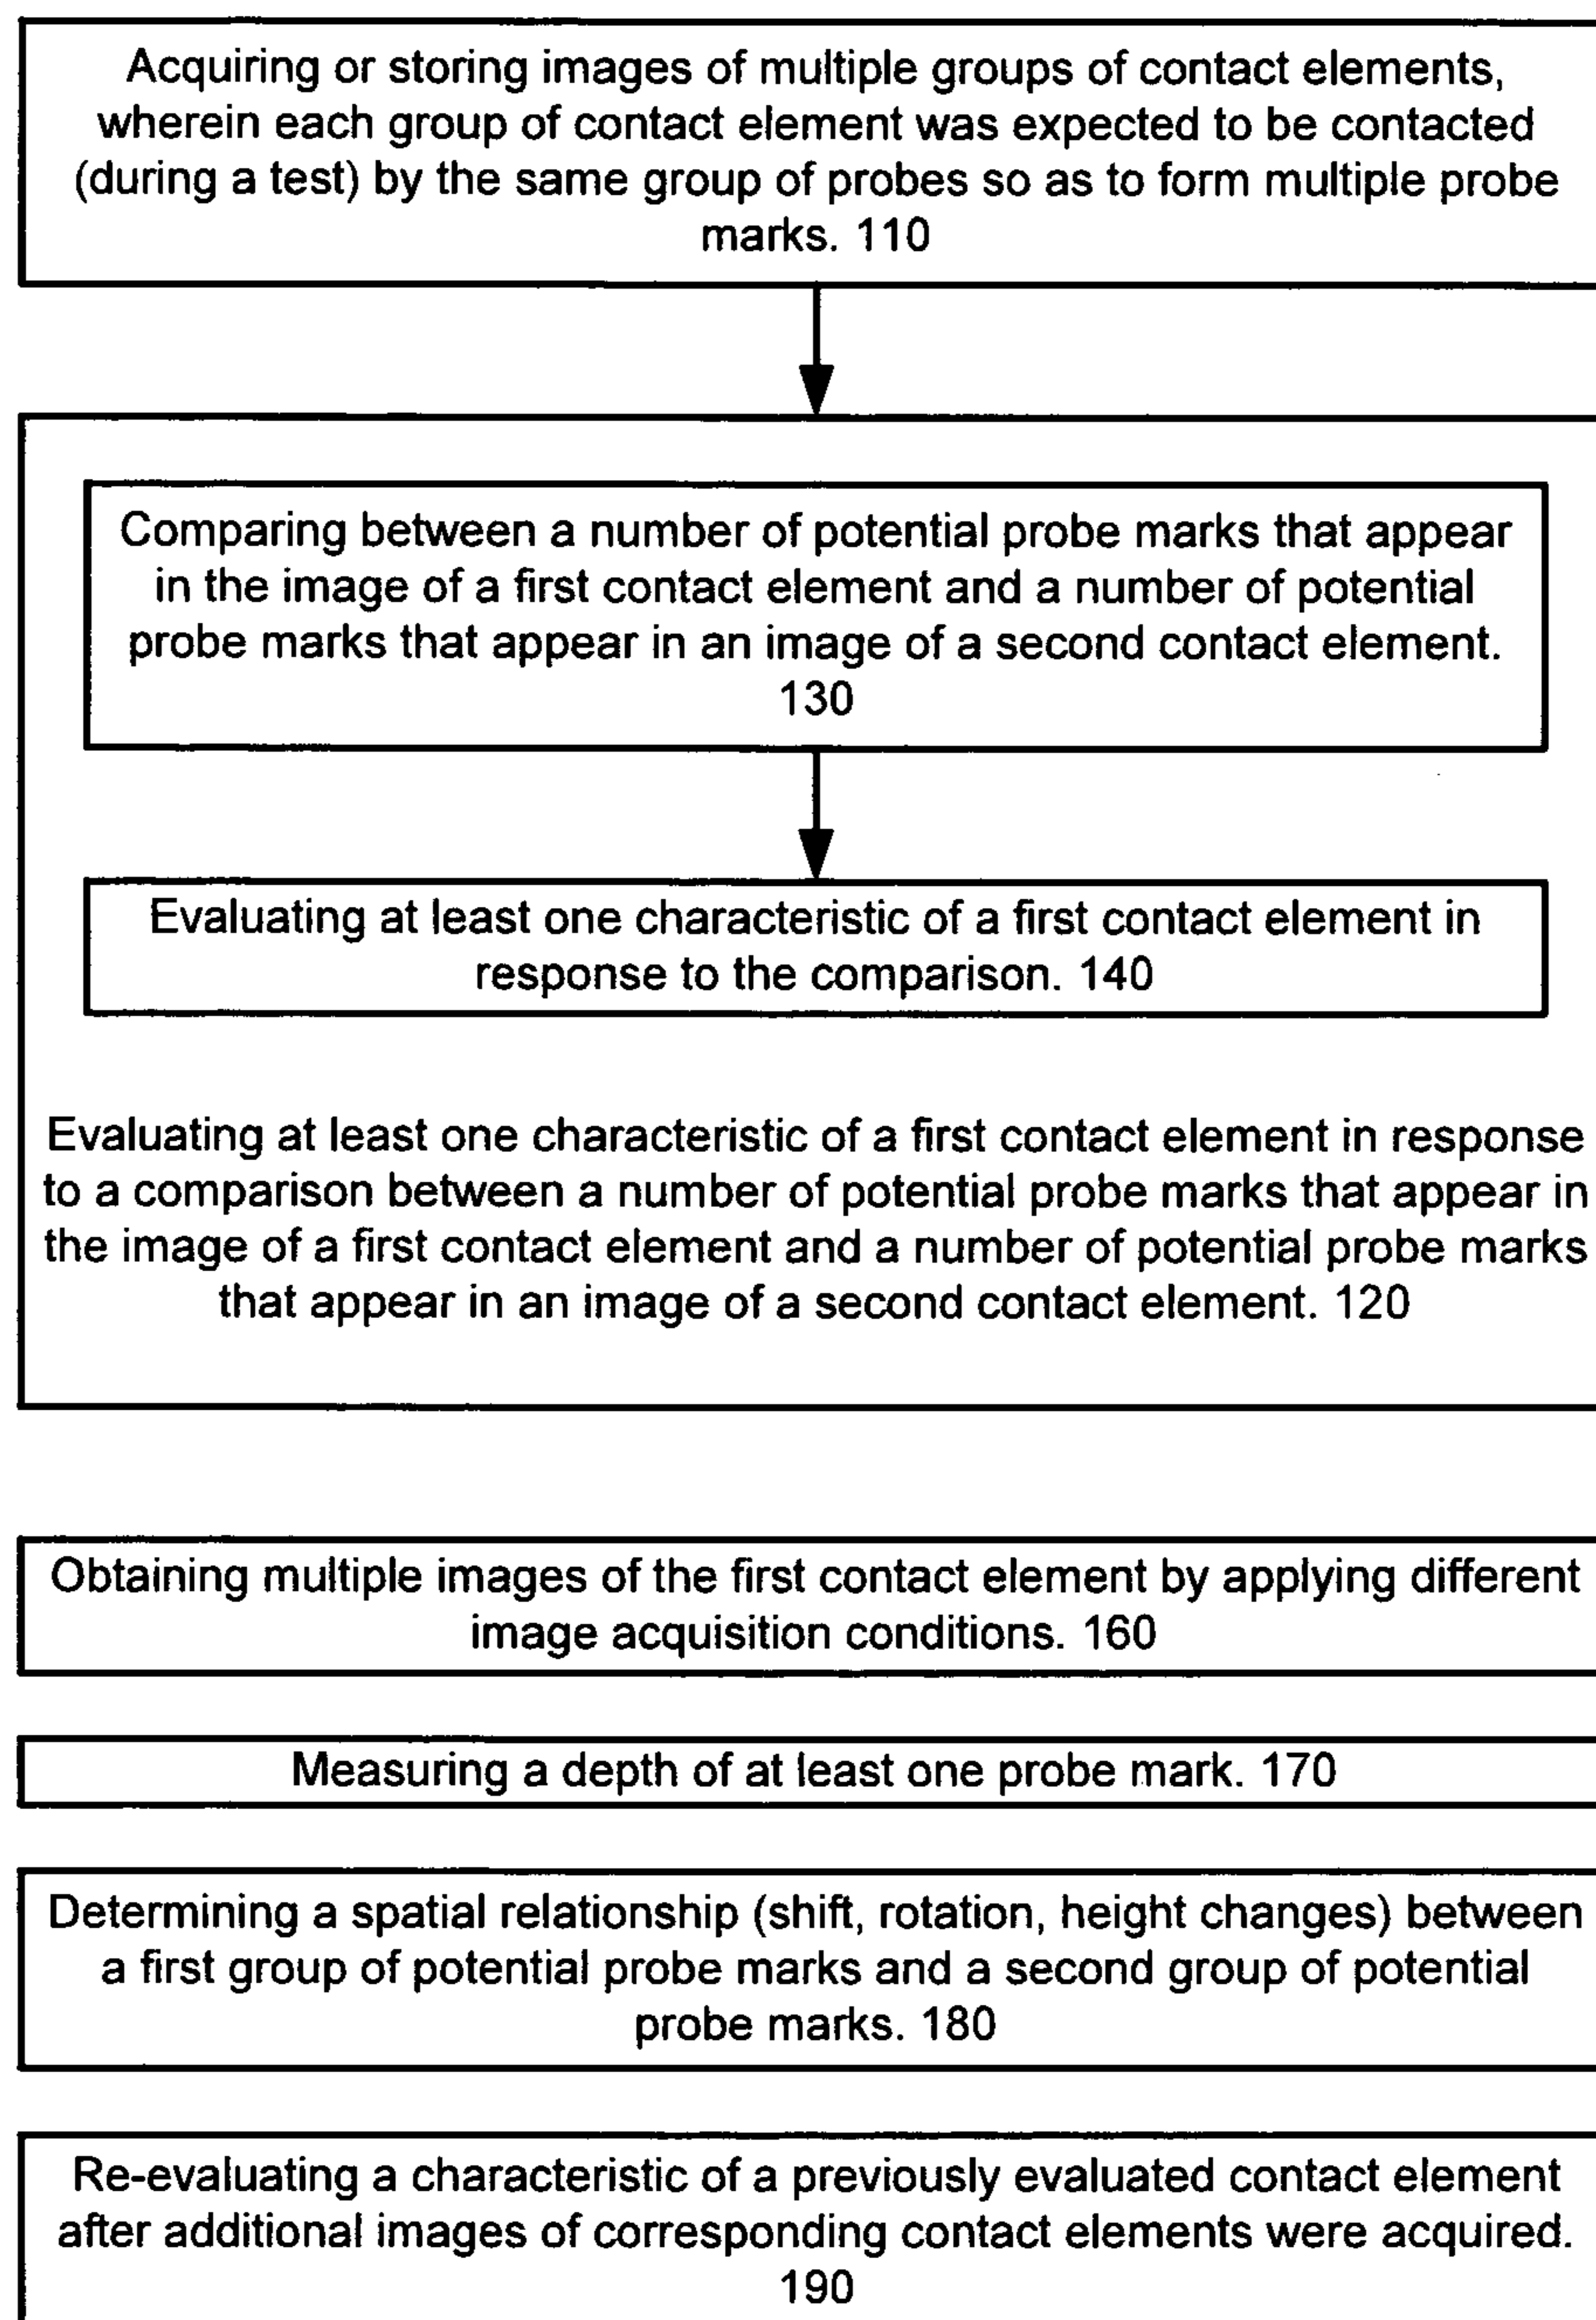 Acquiring or storing images of multiple groups of contact elements,
wherein each group of contact element was expected to be contacted
(during a test) by the same group of probes so as to form multiple probe
marks. 110
Comparing between a number of potential probe marks that appear
in the image of a first contact element and a number of potential
probe marks that appear in an image of a second contact element.
130
Evaluating at least one characteristic of a first contact element in
response to the comparison. 140
Evaluating at least one characteristic of a first contact element in response
to a comparison between a number of potential probe marks that appear in
the image of a first contact element and a number of potential probe marks
that appear in an image of a second contact element. 120
Obtaining multiple images of the first contact element by applying different
image acquisition conditions. 160
Measuring a depth of at least one probe mark. 170
Determining a spatial relationship (shift, rotation, height changes) between
a first group of potential probe marks and a second group of potential
probe marks. 180
Re-evaluating a characteristic of a previously evaluated contact element
after additional images of corresponding contact elements were acquired.
190